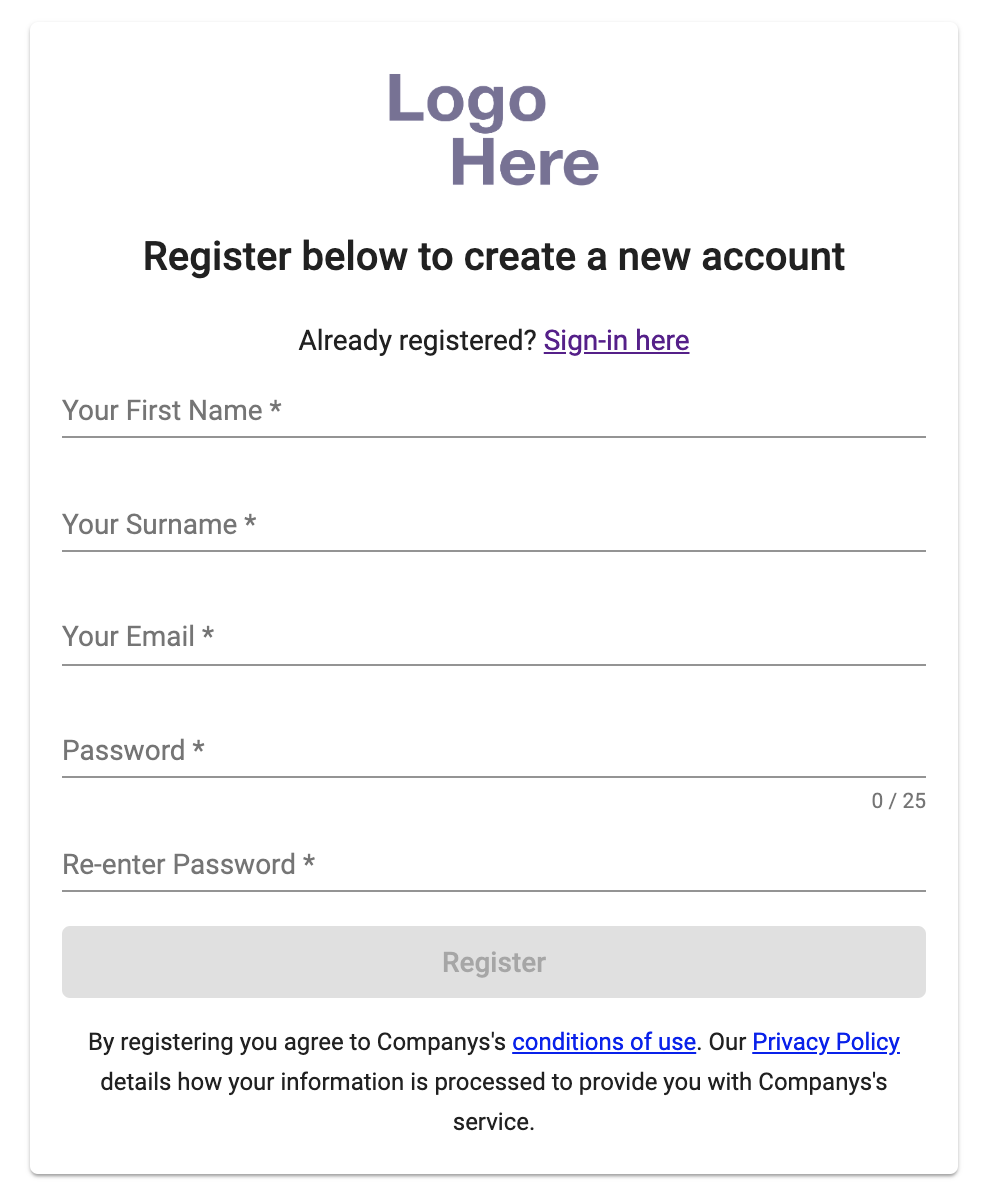 Logo
Here
Register below to create a new account
Already registered? Sign-in here
Your First Name *
Your Surname *
Your Email *
Password *
0 / 25
Re-enter Password *
Register
By registering you agree to Companys's conditions of use. Our Privacy Policy
details how your information is processed to provide you with Companys's
service.